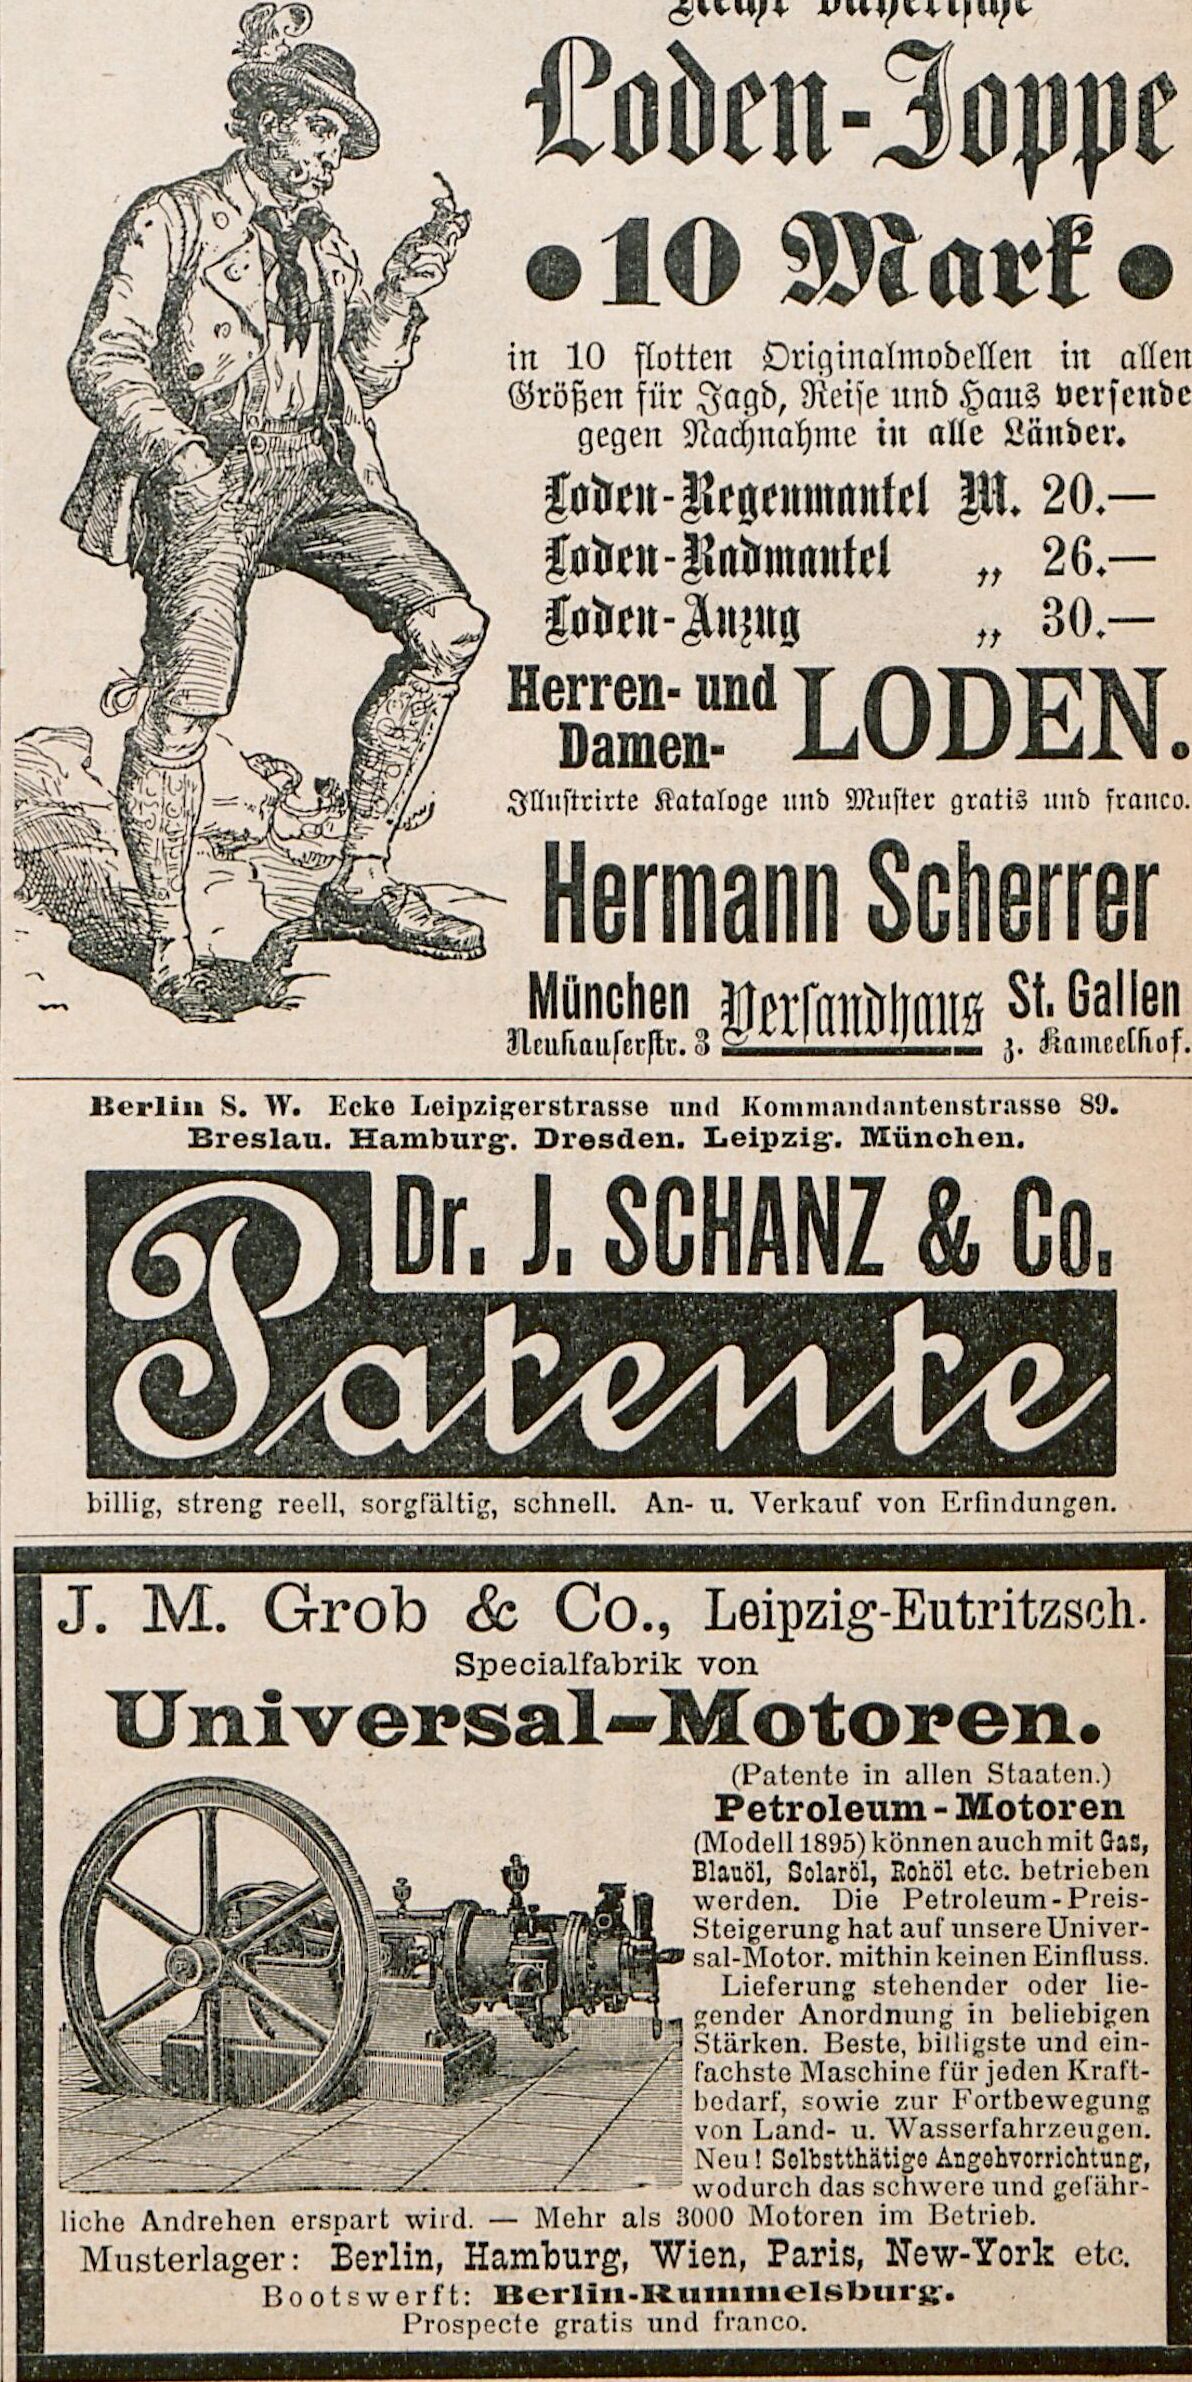 Aecht bayerische
Loden-Joppe
• 10 Mark •
in 10 flotten Originalmodellen in allen
Größen für Jagd, Reise und Haus versende
gegen Nachnahme in alle Länder.
Loden-Regenmantel M. 20.—
Loden-Radmantel „ 26.—
Loden-Anzug „ 30.—
Herren- und
Damen- LODEN.
Illustrirte Kataloge und Muster gratis und franco.
Hermann Scherrer
München Versandhaus St. Gallen
Neuhauserstr. 3 z. Kameelhof.
Berlin S. W. Ecke Leipzigerstrasse und Kommandantenstrasse 89.
Breslau. Hamburg. Dresden. Leipzig. München.
Dr. J. SCHANZ & Co.
Patente
billig, streng reell, sorgfältig, schnell. An- u. Verkauf von Erfindungen.
J. M. Grob & Co., Leipzig-Eutritzsch.
Specialfabrik von
Universal-Motoren.
(Patente in allen Staaten.)
Petroleum-Motoren
(Modell 1895) können auch mit Gas,
Blauöl, Solaröl, Rohöl etc. betrieben
werden. Die Petroleum-Preis-
Steigerung hat auf unsere Univer-
sal-Motor. mithin keinen Einfluss.
Lieferung stehender oder lie-
gender Anordnung in beliebigen
Stärken. Beste, billigste und ein-
fachste Maschine für jeden Kraft-
bedarf, sowie zur Fortbewegung
von Land- u. Wasserfahrzeugen.
Neu! Selbstthätige Angehvorrichtung,
wodurch das schwere und gefähr-
liche Andrehen erspart wird. — Mehr als 3000 Motoren im Betrieb.
Musterlager: Berlin, Hamburg, Wien, Paris, New-York etc.
Bootswerft: Berlin-Rummelsburg.
Prospecte gratis und franco.